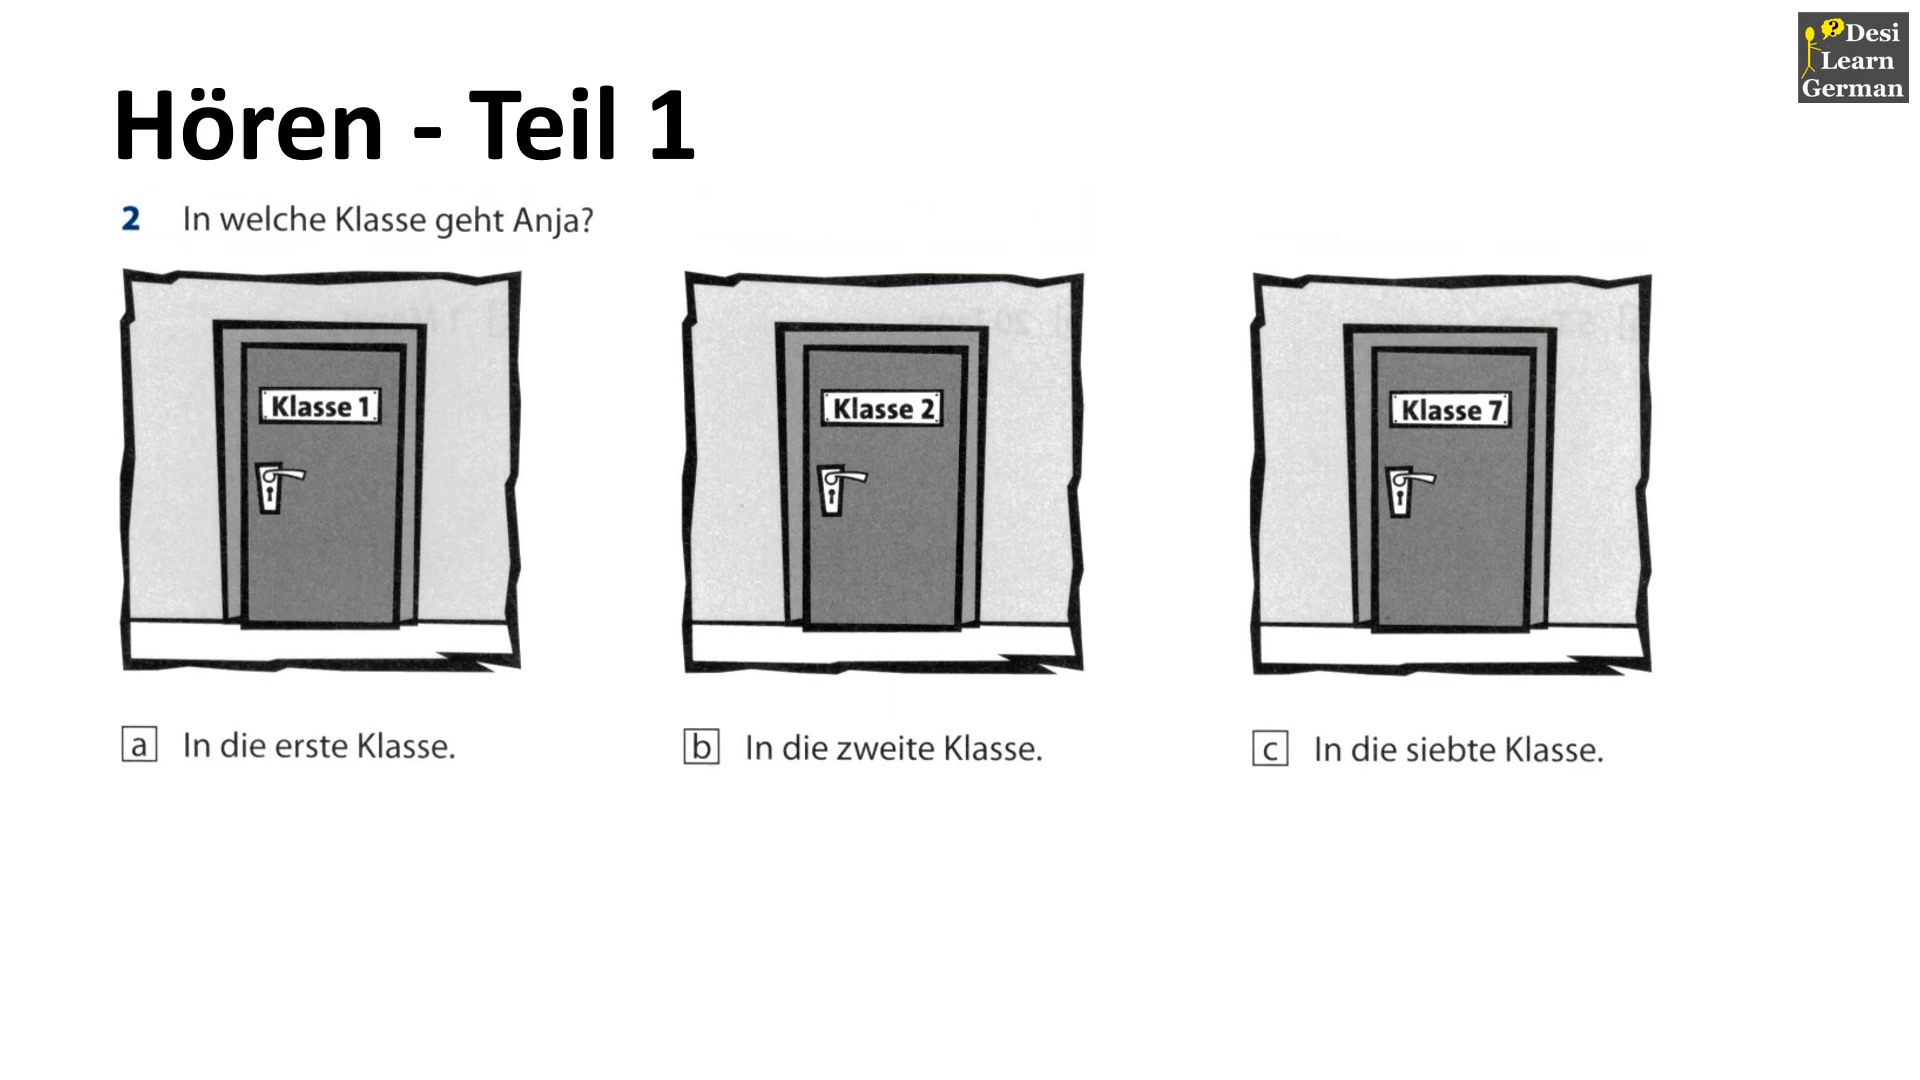 ? Desi
Learn
German
Hören - Teil 1
2 In welche Klasse geht Anja?
Klasse 1
Klasse 2
Klasse 7
a In die erste Klasse.
b In die zweite Klasse.
c In die siebte Klasse.